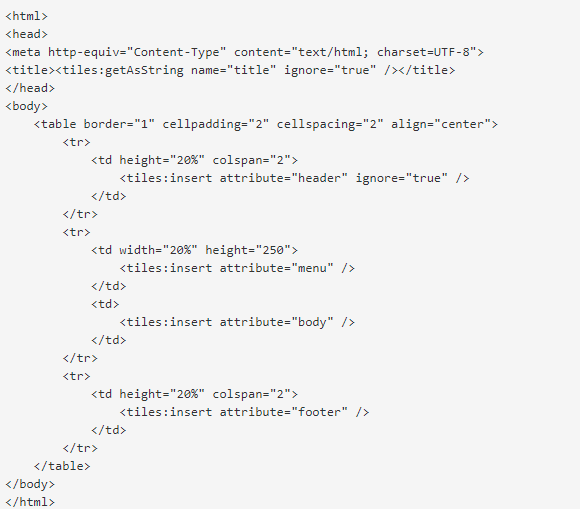 <html>
<head>
<meta http-equiv="Content-Type" content="text/html; charset=UTF-8">
<title><tiles:getAsString name="title" ignore="true" /></title>
</head>
<body>
    <table border="1" cellpadding="2" cellspacing="2" align="center">
        <tr>
            <td height="20%" colspan="2">
                <tiles:insert attribute="header" ignore="true" />
            </td>
        </tr>
        <tr>
            <td width="20%" height="250">
                <tiles:insert attribute="menu" />
            </td>
            <td>
                <tiles:insert attribute="body" />
            </td>
        </tr>
        <tr>
            <td height="20%" colspan="2">
                <tiles:insert attribute="footer" />
            </td>
        </tr>
    </table>
</body>
</html>